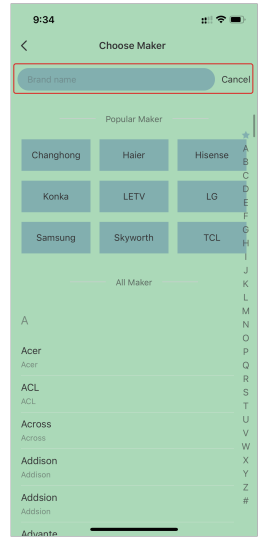 9:34
Choose Maker
Brand name
Cancel
Popular Maker
Changhong Haier Hisense
Konka LETV LG
Samsung Skyworth TCL
All Maker
A
Acer
Acer
ACL
ACL
Across
Across
Addison
Addison
Addsion
Addsion
Advante
A
B
C
D
E
F
G
H
I
J
K
L
M
N
O
P
Q
R
S
T
U
V
W
X
Y
Z
#